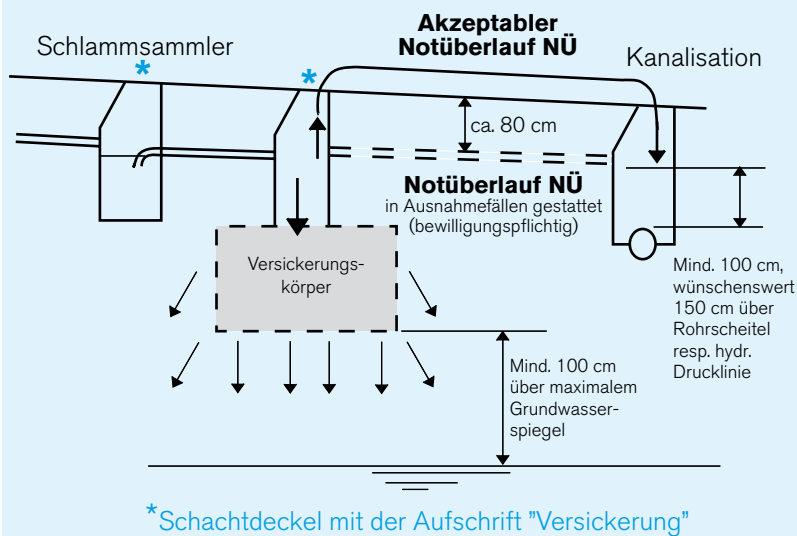 Akzeptabler
Notüberlauf NÜ
Schlammsammler
*
*
Kanalisation
ca. 80 cm
Notüberlauf NÜ
in Ausnahmefällen gestattet
(bewilligungspflichtig)
Versickerungs-
körper
Mind. 100 cm,
wünschenswert
150 cm über
Rohrscheitel
resp. hydr.
Drucklinie
Mind. 100 cm
über maximalem
Grundwasser-
spiegel
*Schachtdeckel mit der Aufschrift "Versickerung"